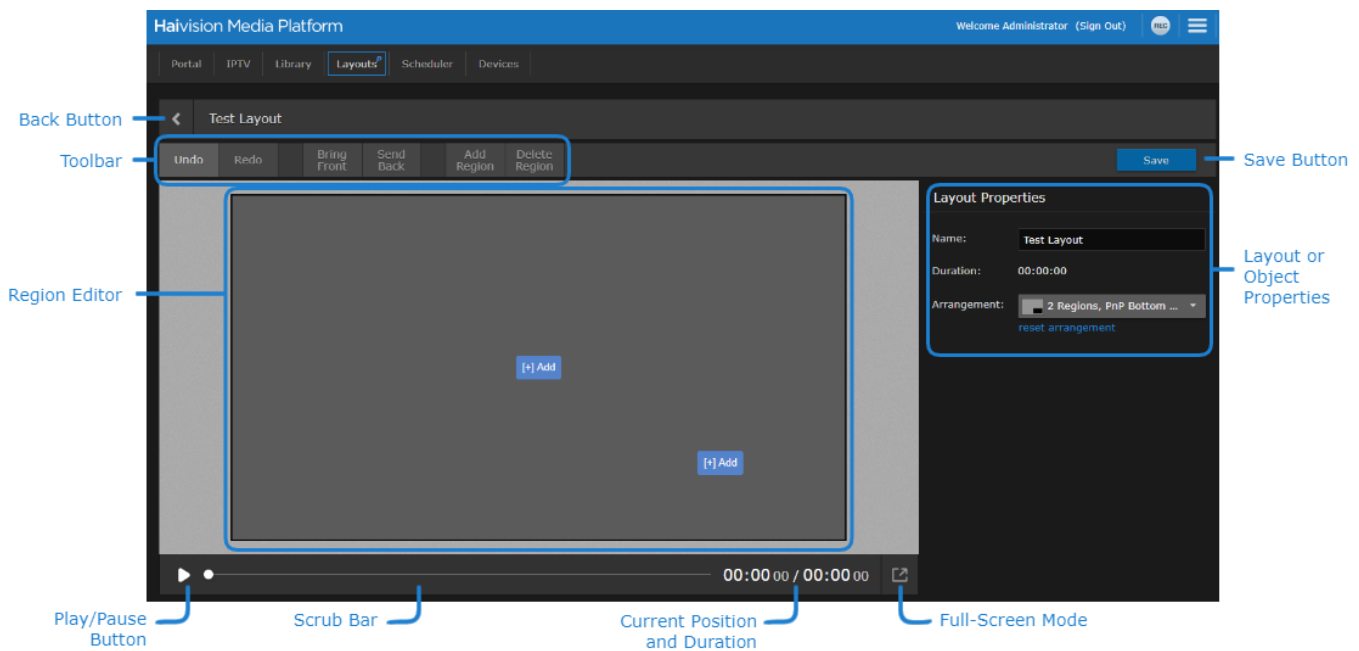 Haivision Media Platform
Welcome Administrator (Sign Out)
REC
Portal
IPTV
Library
Layouts
Scheduler
Devices
Back Button
Test Layout
Toolbar
Undo
Redo
Bring
Front
Send
Back
Add
Region
Delete
Region
Save
Save Button
Layout Properties
Name:
Test Layout
Duration:
00:00:00
Arrangement:
2 Regions, PnP Bottom ...
reset arrangement
Layout or
Object
Properties
Region Editor
[+] Add
[+] Add
00:00 00 / 00:00 00
Play/Pause
Button
Scrub Bar
Current Position
and Duration
Full-Screen Mode